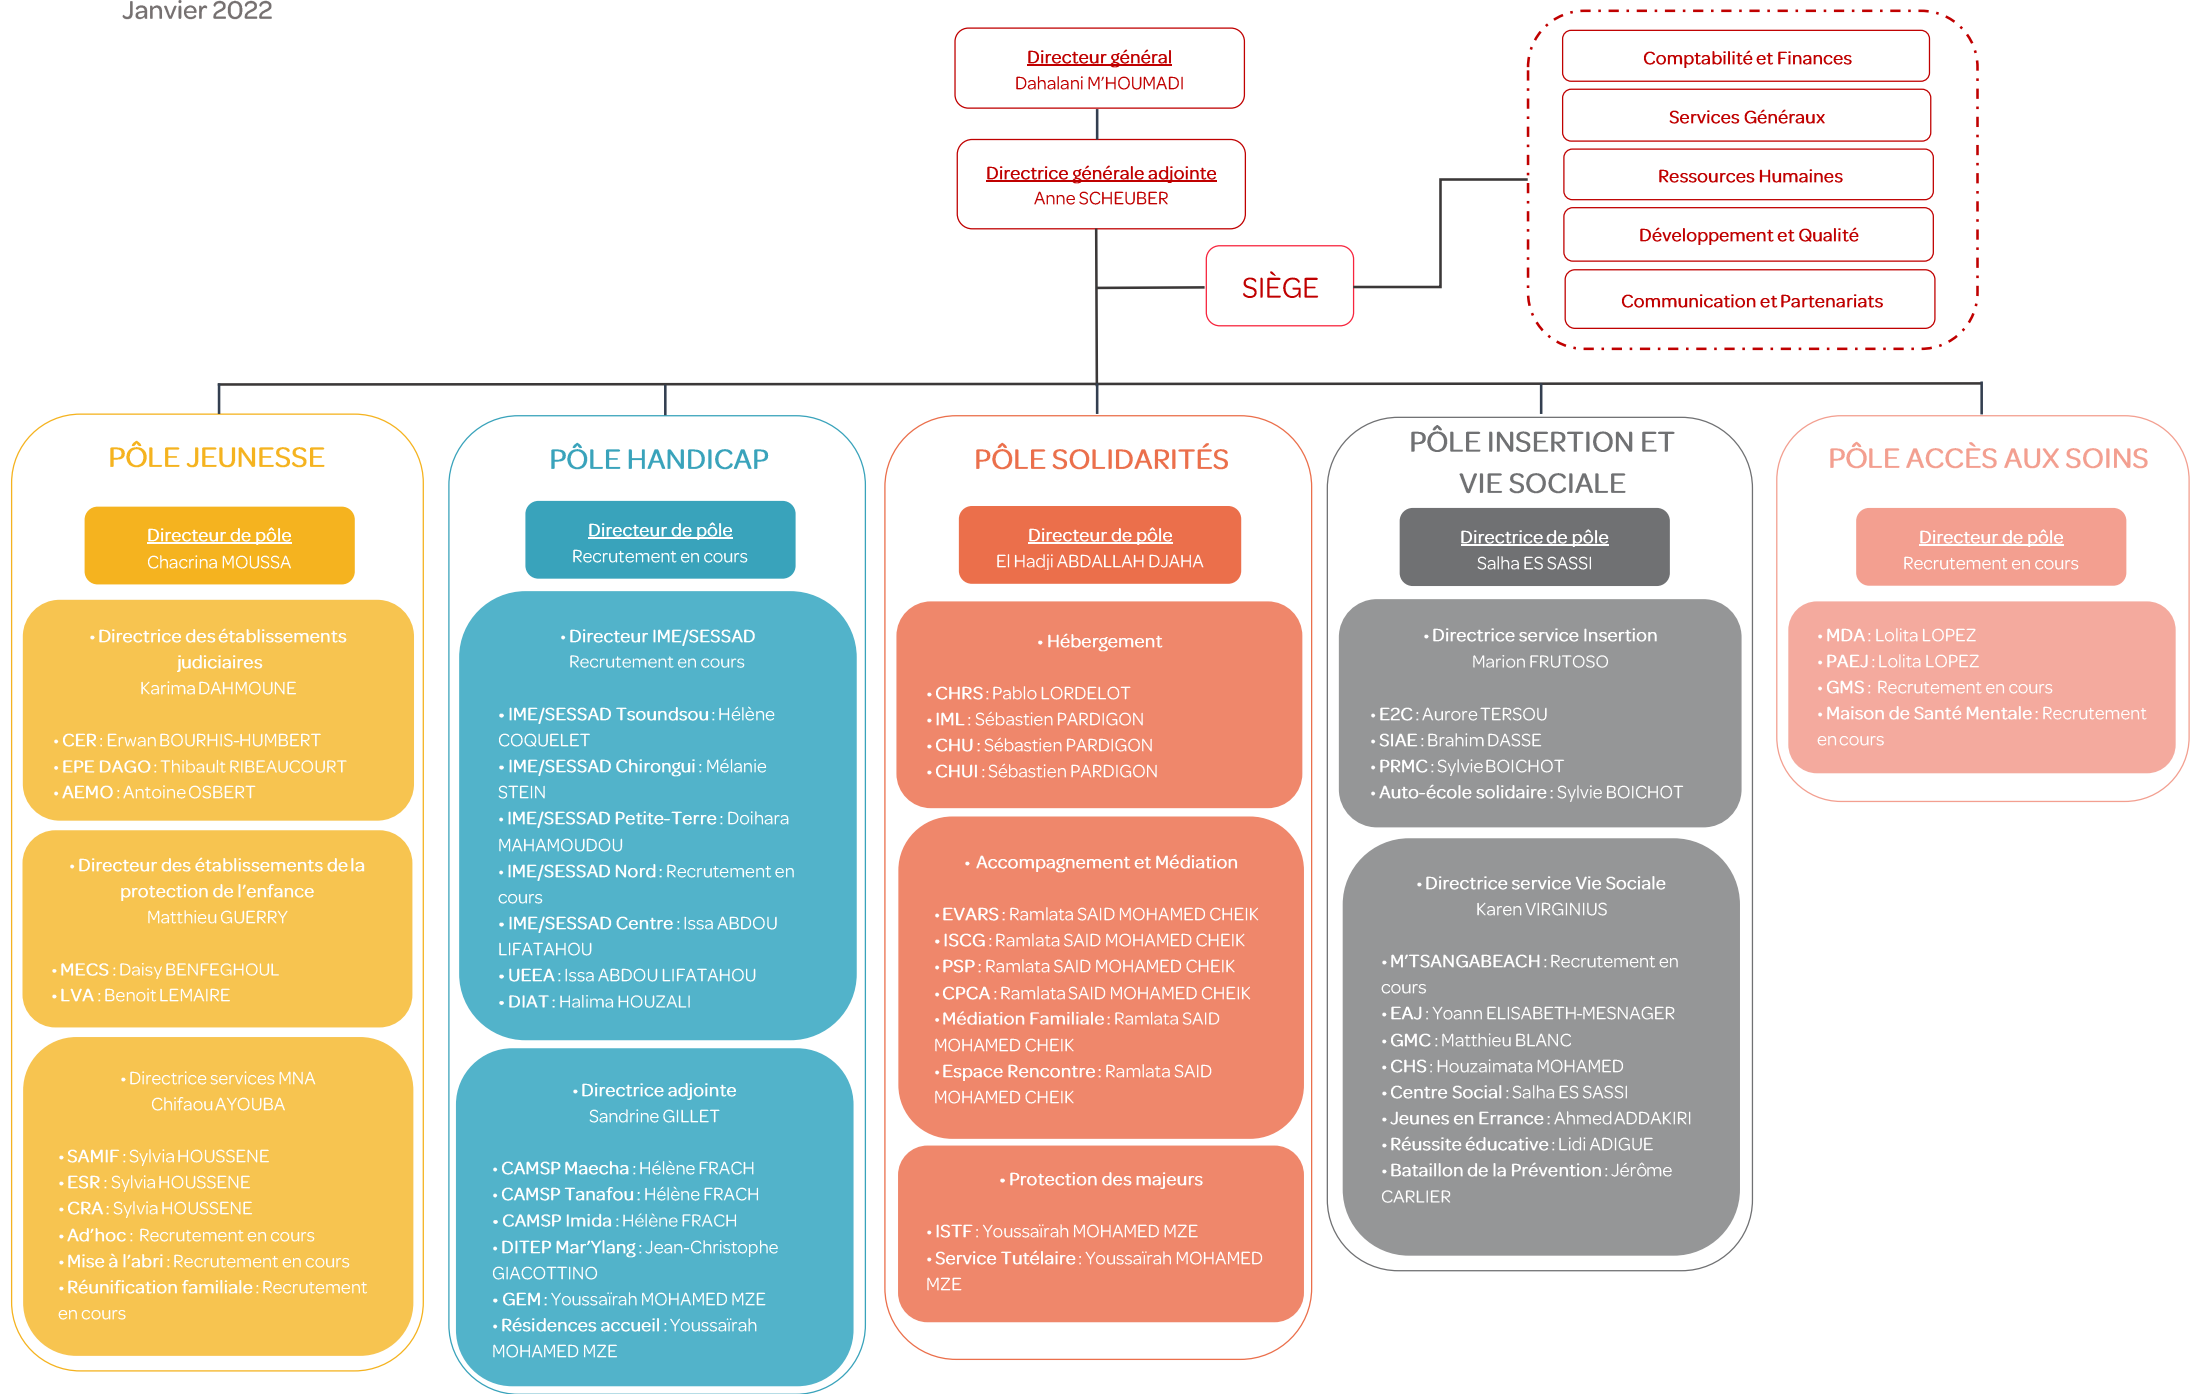 Janvier 2022
Directeur général
Dahalani M'HOUMADI
Directrice générale adjointe
Anne SCHEUBER
SIÈGE
Comptabilité et Finances
Services Généraux
Ressources Humaines
Développement et Qualité
Communication et Partenariats
PÔLE JEUNESSE
Directeur de pôle
Chacrina MOUSSA
• Directrice des établissements
judiciaires
Karima DAHMOUNE
• CER : Erwan BOURHIS-HUMBERT
• EPE DAGO : Thibault RIBEAUCOURT
• AEMO : Antoine OSBERT
• Directeur des établissements de la
protection de l'enfance
Matthieu GUERRY
• MECS : Daisy BENFEGHOUL
• LVA : Benoit LEMAIRE
• Directrice services MNA
Chifaou AYOUBA
• SAMIF : Sylvia HOUSSENE
• ESR : Sylvia HOUSSENE
• CRA : Sylvia HOUSSENE
• Ad'hoc : Recrutement en cours
• Mise à l'abri : Recrutement en cours
• Réunification familiale : Recrutement
en cours
PÔLE HANDICAP
Directeur de pôle
Recrutement en cours
• Directeur IME/SESSAD
Recrutement en cours
• IME/SESSAD Tsoundsou : Hélène
COQUELET
• IME/SESSAD Chirongui : Mélanie
STEIN
• IME/SESSAD Petite-Terre : Doihara
MAHAMOUDOU
• IME/SESSAD Nord : Recrutement en
cours
• IME/SESSAD Centre : Issa ABDOU
LIFATAHOU
• UEEA : Issa ABDOU LIFATAHOU
• DIAT : Halima HOUZALI
• Directrice adjointe
Sandrine GILLET
• CAMSP Maecha : Hélène FRACH
• CAMSP Tanafou : Hélène FRACH
• CAMSP Imida : Hélène FRACH
• DITEP Mar'Ylang : Jean-Christophe
GIACOTTINO
• GEM : Youssaïrah MOHAMED MZE
• Résidences accueil : Youssaïrah
MOHAMED MZE
PÔLE SOLIDARITÉS
Directeur de pôle
El Hadji ABDALLAH DJAHA
• Hébergement
• CHRS : Pablo LORDELOT
• IML : Sébastien PARDIGON
• CHU : Sébastien PARDIGON
• CHUI : Sébastien PARDIGON
• Accompagnement et Médiation
• EVARS : Ramlata SAID MOHAMED CHEIK
• ISCG : Ramlata SAID MOHAMED CHEIK
• PSP : Ramlata SAID MOHAMED CHEIK
• CPCA : Ramlata SAID MOHAMED CHEIK
• Médiation Familiale : Ramlata SAID
MOHAMED CHEIK
• Espace Rencontre : Ramlata SAID
MOHAMED CHEIK
• Protection des majeurs
• ISTF : Youssaïrah MOHAMED MZE
• Service Tutélaire : Youssaïrah MOHAMED
MZE
PÔLE INSERTION ET
VIE SOCIALE
Directrice de pôle
Salha ES SASSI
• Directrice service Insertion
Marion FRUTOSO
• E2C : Aurore TERSOU
• SIAE : Brahim DASSE
• PRMC : Sylvie BOICHOT
• Auto-école solidaire : Sylvie BOICHOT
• Directrice service Vie Sociale
Karen VIRGINIUS
• M'TSANGABEACH : Recrutement en
cours
• EAJ : Yoann ELISABETH-MESNAGER
• GMC : Matthieu BLANC
• CHS : Houzaimata MOHAMED
• Centre Social : Salha ES SASSI
• Jeunes en Errance : Ahmed ADDAKIRI
• Réussite éducative : Lidi ADIGUE
• Bataillon de la Prévention : Jérôme
CARLIER
PÔLE ACCÈS AUX SOINS
Directeur de pôle
Recrutement en cours
• MDA : Lolita LOPEZ
• PAEJ : Lolita LOPEZ
• GMS : Recrutement en cours
• Maison de Santé Mentale : Recrutement
en cours